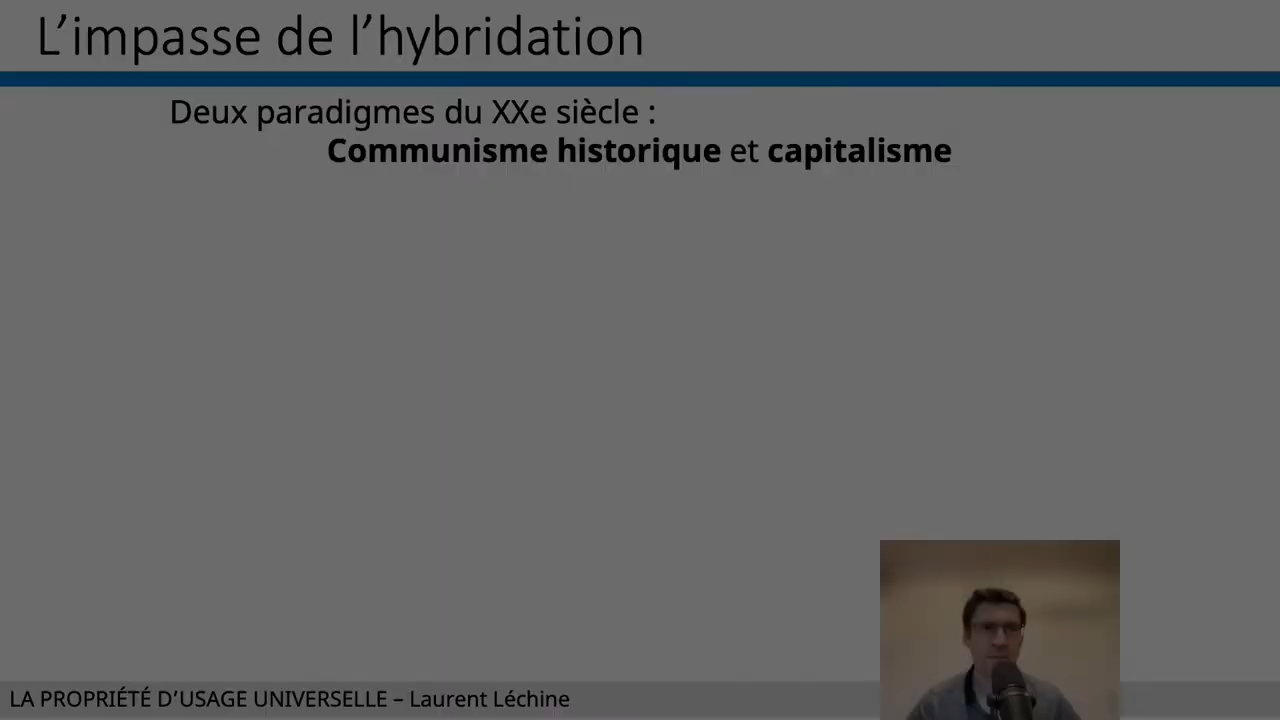 L’impasse de l’hybridation
Deux paradigmes du XXe siècle :
Communisme historique et capitalisme
LA PROPRIÉTÉ D’USAGE UNIVERSELLE – Laurent Léchine